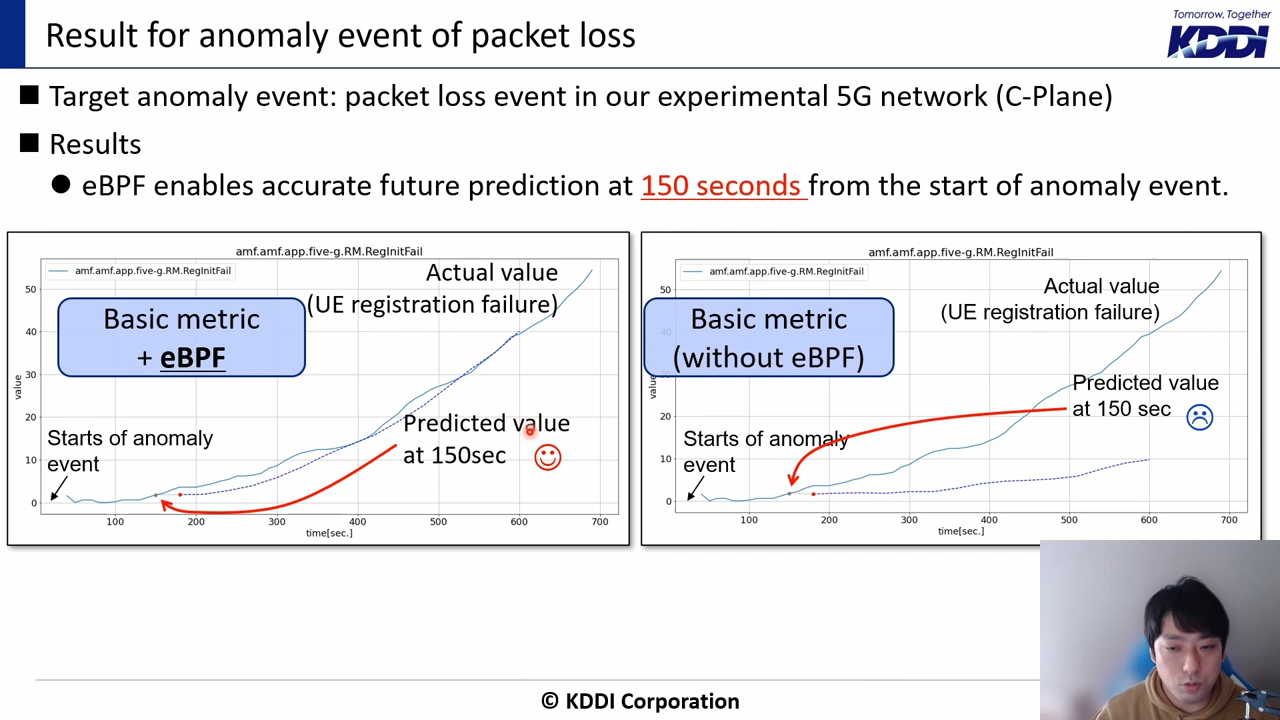 Result for anomaly event of packet loss
Tomorrow, Together
KDDI
■ Target anomaly event: packet loss event in our experimental 5G network (C-Plane)
■ Results
● eBPF enables accurate future prediction at 150 seconds from the start of anomaly event.
amf.amf.app.five-g.RM.RegInitFail
amf.amf.app.five-g.RM.RegInitFail
Actual value
(UE registration failure)
Basic metric
+ eBPF
Predicted value
at 150sec
Starts of anomaly
event
value
50
40
30
20
10
0
100 200 300 400 500 600 700
time[sec.]
amf.amf.app.five-g.RM.RegInitFail
amf.amf.app.five-g.RM.RegInitFail
Actual value
(UE registration failure)
Basic metric
(without eBPF)
Predicted value
at 150 sec
Starts of anomaly
event
value
50
40
30
20
10
0
100 200 300 400 500 600 700
time[sec.]
© KDDI Corporation